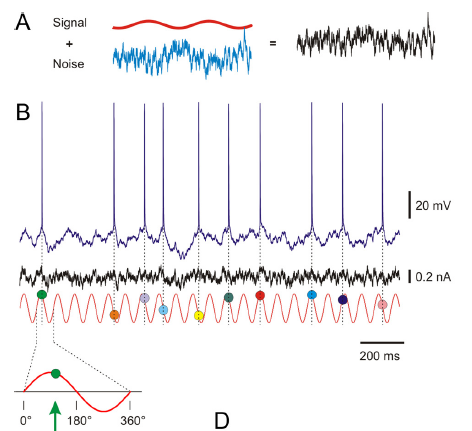 A
Signal
+
=
Noise
B
20 mV
0.2 nA
200 ms
0° 180° 360°
D